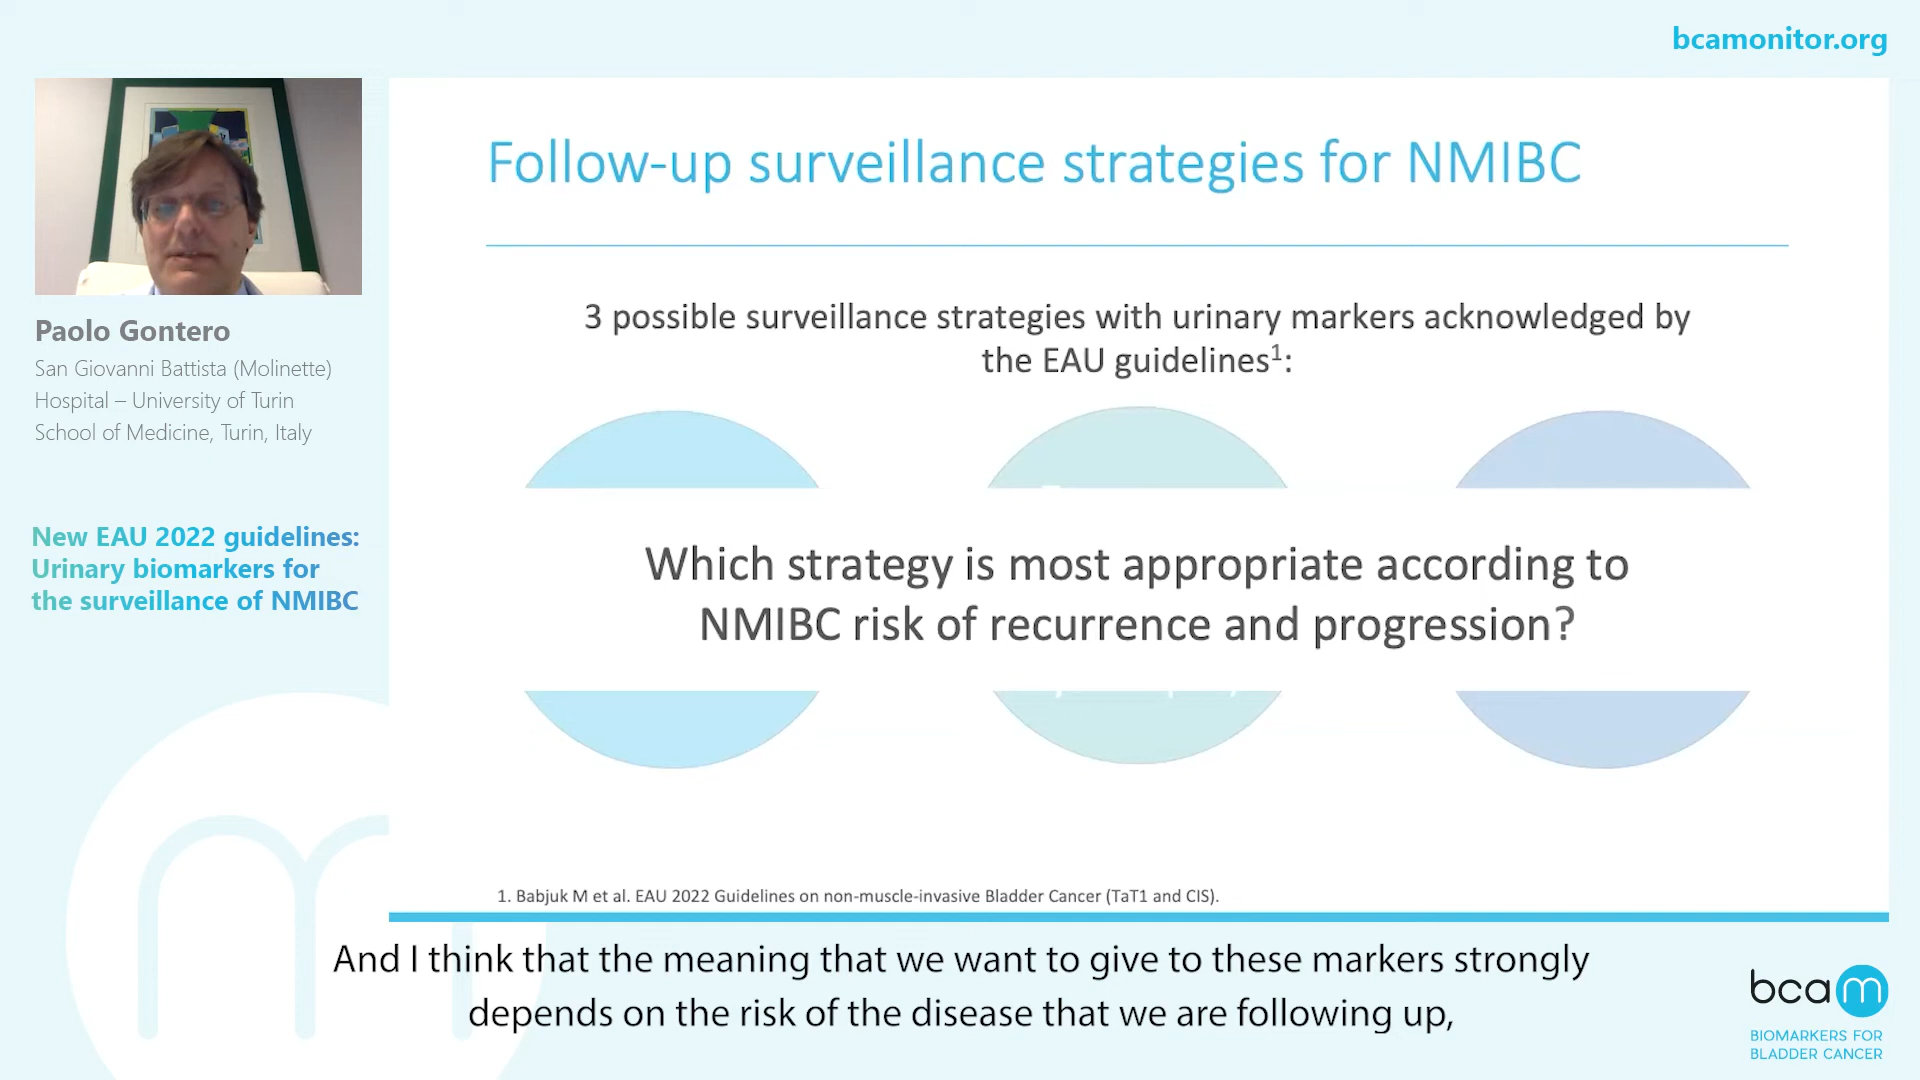 bcamonitor.org
Paolo Gontero
San Giovanni Battista (Molinette)
Hospital – University of Turin
School of Medicine, Turin, Italy
New EAU 2022 guidelines:
Urinary biomarkers for
the surveillance of NMIBC
Follow-up surveillance strategies for NMIBC
3 possible surveillance strategies with urinary markers acknowledged by
the EAU guidelines¹:
Which strategy is most appropriate according to
NMIBC risk of recurrence and progression?
1. Babjuk M et al. EAU 2022 Guidelines on non-muscle-invasive Bladder Cancer (TaT1 and CIS).
And I think that the meaning that we want to give to these markers strongly
depends on the risk of the disease that we are following up,
bcam
BIOMARKERS FOR
BLADDER CANCER